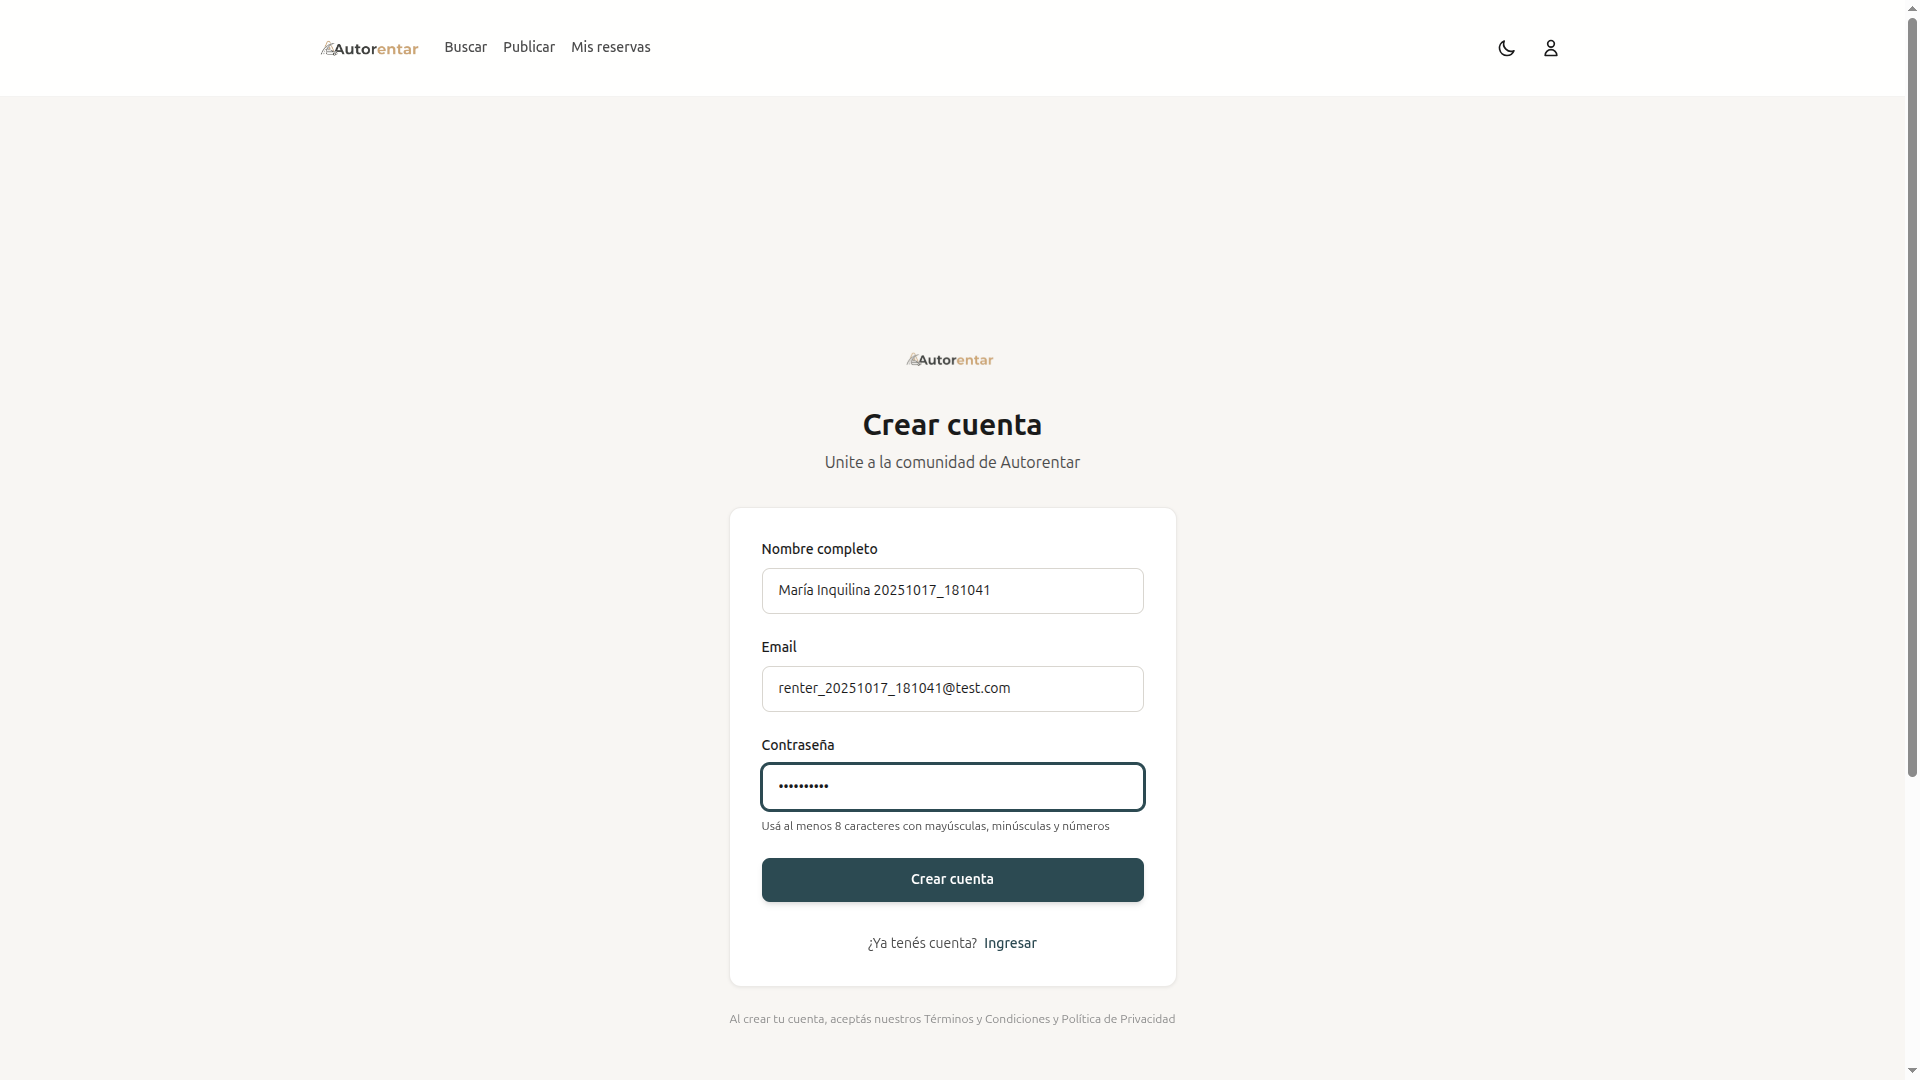 Autorentar
Buscar Publicar Mis reservas
Autorentar
Crear cuenta
Unite a la comunidad de Autorentar
Nombre completo
María Inquilina 20251017_181041
Email
renter_20251017_181041@test.com
Contraseña
••••••••••
Usá al menos 8 caracteres con mayúsculas, minúsculas y números
Crear cuenta
¿Ya tenés cuenta? Ingresar
Al crear tu cuenta, aceptás nuestros Términos y Condiciones y Política de Privacidad